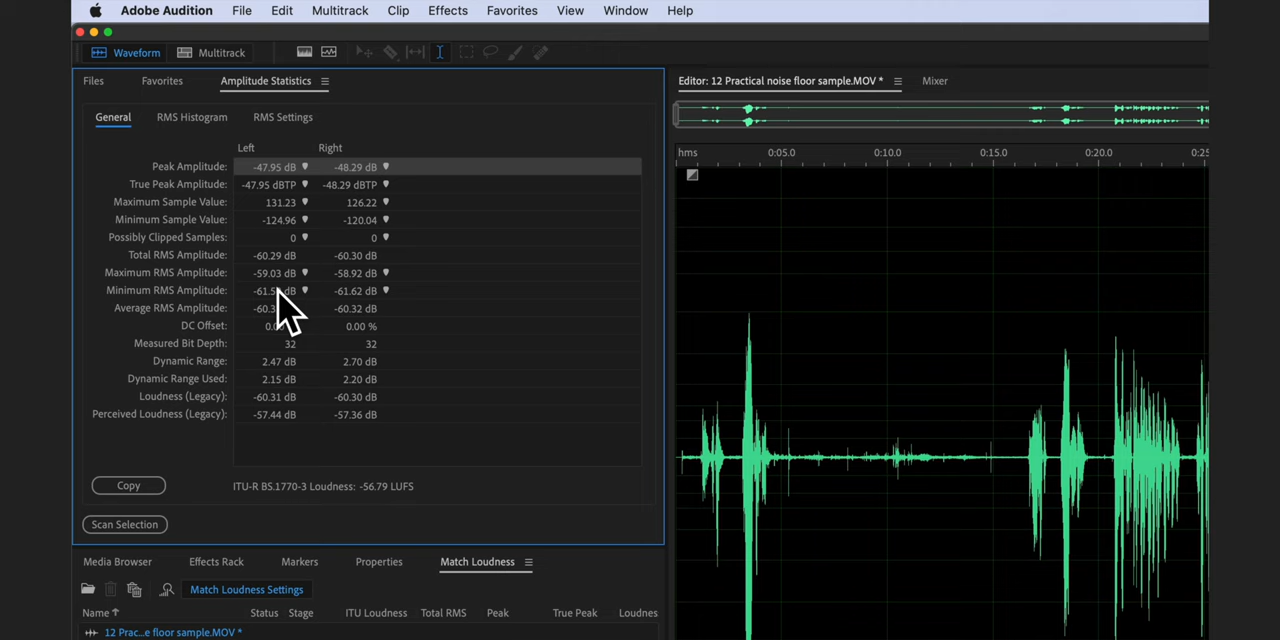 Adobe Audition File Edit Multitrack Clip Effects Favorites View Window Help
Waveform Multitrack
Files Favorites Amplitude Statistics
Editor: 12 Practical noise floor sample.MOV * Mixer
General RMS Histogram RMS Settings
Left Right
hms 0:05.0 0:10.0 0:15.0 0:20.0 0:25
Peak Amplitude: -47.95 dB -48.29 dB
True Peak Amplitude: -47.95 dBTP -48.29 dBTP
Maximum Sample Value: 131.23 126.22
Minimum Sample Value: -124.96 -120.04
Possibly Clipped Samples: 0 0
Total RMS Amplitude: -60.29 dB -60.30 dB
Maximum RMS Amplitude: -59.03 dB -58.92 dB
Minimum RMS Amplitude: dB -61.62 dB
Average RMS Amplitude: -60.32 dB
DC Offset: 0.00 %
Measured Bit Depth: 32 32
Dynamic Range: 2.47 dB 2.70 dB
Dynamic Range Used: 2.15 dB 2.20 dB
Loudness (Legacy): -60.31 dB -60.30 dB
Perceived Loudness (Legacy): -57.44 dB -57.36 dB
Copy ITU-R BS.1770-3 Loudness: -56.79 LUFS
Scan Selection
Media Browser Effects Rack Markers Properties Match Loudness
Match Loudness Settings
Name Status Stage ITU Loudness Total RMS Peak True Peak Loudnes
12 Prac...e floor sample.MOV *